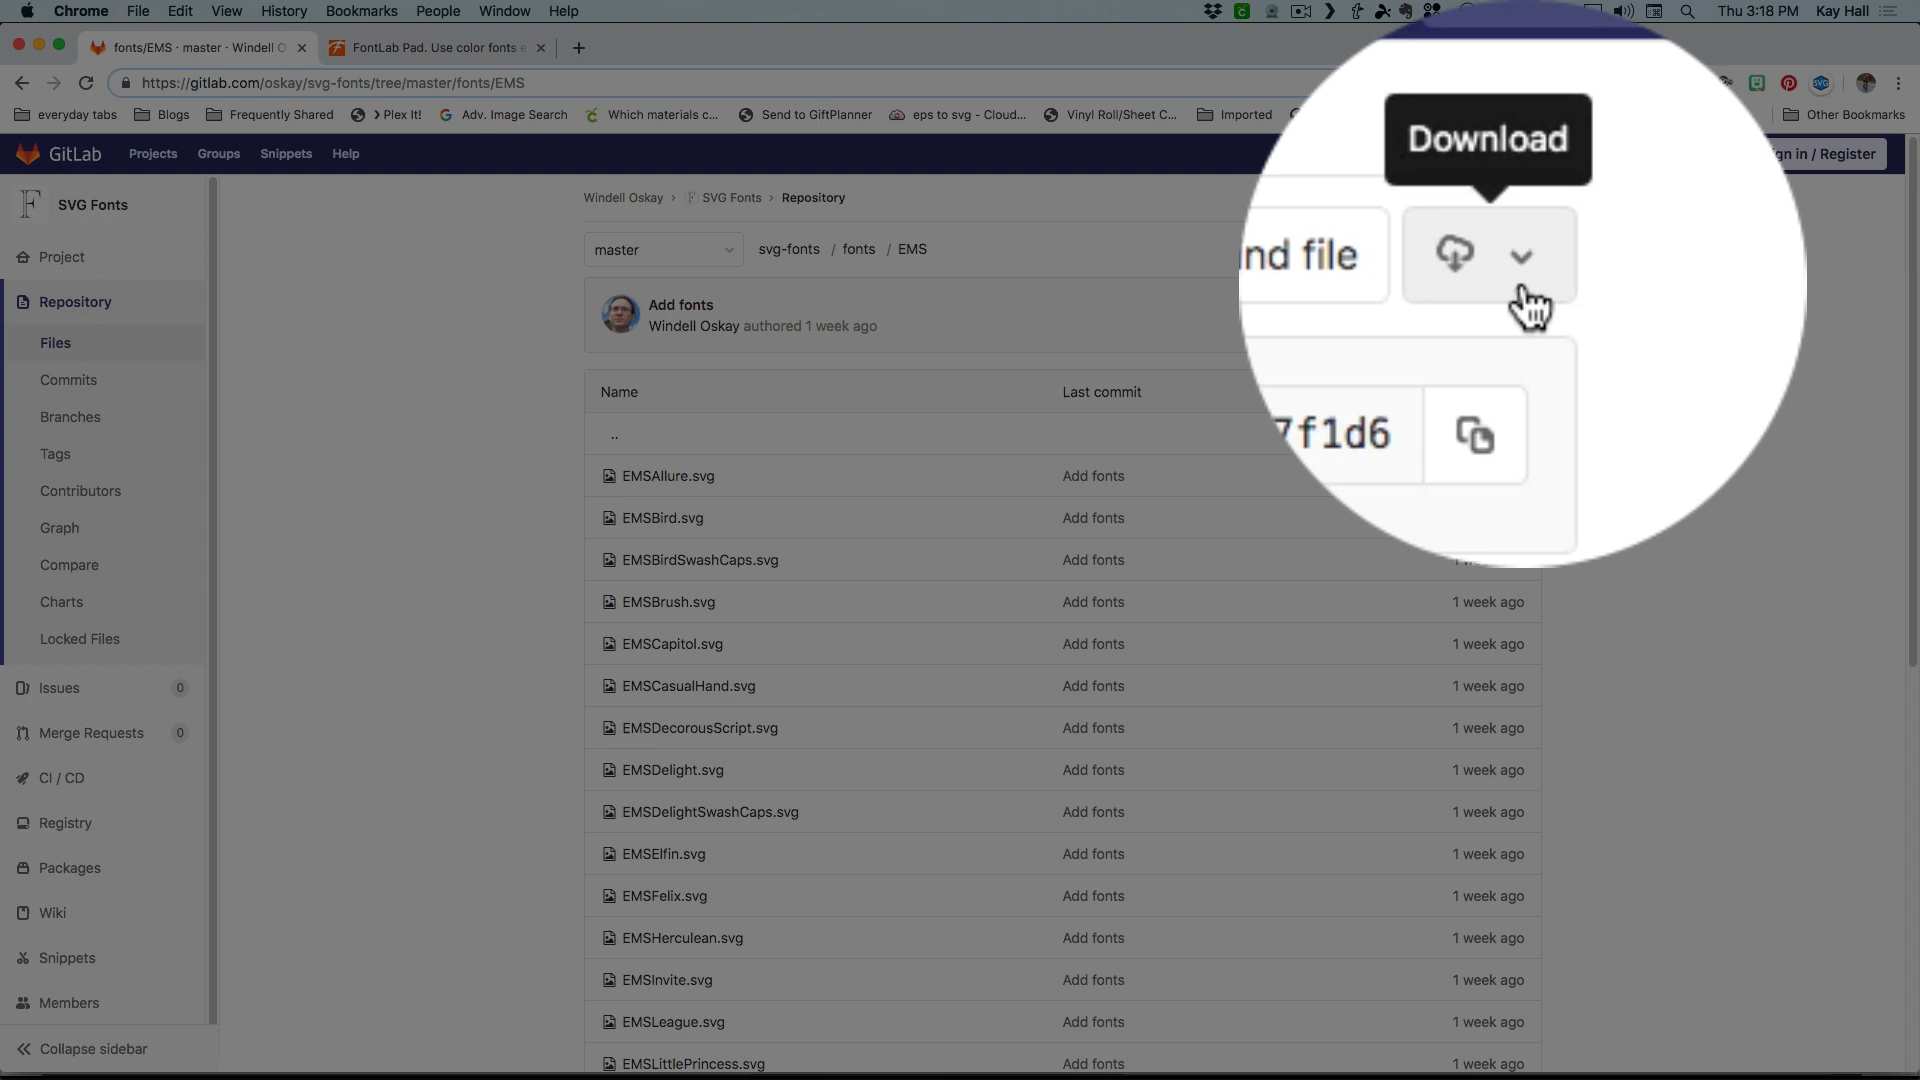 Chrome File Edit View History Bookmarks People Window Help Thu 3:18 PM Kay Hall
fonts/EMS · master · Windell O FontLab Pad. Use color fonts
https://gitlab.com/oskay/svg-fonts/tree/master/fonts/EMS
everyday tabs Blogs Frequently Shared > Plex It! Adv. Image Search Which materials c... Send to GiftPlanner eps to svg - Cloud... Vinyl Roll/Sheet C... Imported Other Bookmarks
GitLab Projects Groups Snippets Help gn in / Register
Download
SVG Fonts
Windell Oskay › SVG Fonts › Repository
Project
master svg-fonts / fonts / EMS nd file
Repository
Add fonts
Windell Oskay authored 1 week ago
Files
Commits
Name Last commit
Branches
.. 7f1d6
Tags
EMSAllure.svg Add fonts
Contributors
EMSBird.svg Add fonts
Graph
EMSBirdSwashCaps.svg Add fonts
Compare
EMSBrush.svg Add fonts 1 week ago
Charts
EMSCapitol.svg Add fonts 1 week ago
Locked Files
EMSCasualHand.svg Add fonts 1 week ago
Issues 0
EMSDecorousScript.svg Add fonts 1 week ago
Merge Requests 0
EMSDelight.svg Add fonts 1 week ago
CI / CD
EMSDelightSwashCaps.svg Add fonts 1 week ago
Registry
EMSElfin.svg Add fonts 1 week ago
Packages
EMSFelix.svg Add fonts 1 week ago
Wiki
EMSHerculean.svg Add fonts 1 week ago
Snippets
EMSInvite.svg Add fonts 1 week ago
Members
EMSLeague.svg Add fonts 1 week ago
Collapse sidebar
EMSLittlePrincess.svg Add fonts 1 week ago